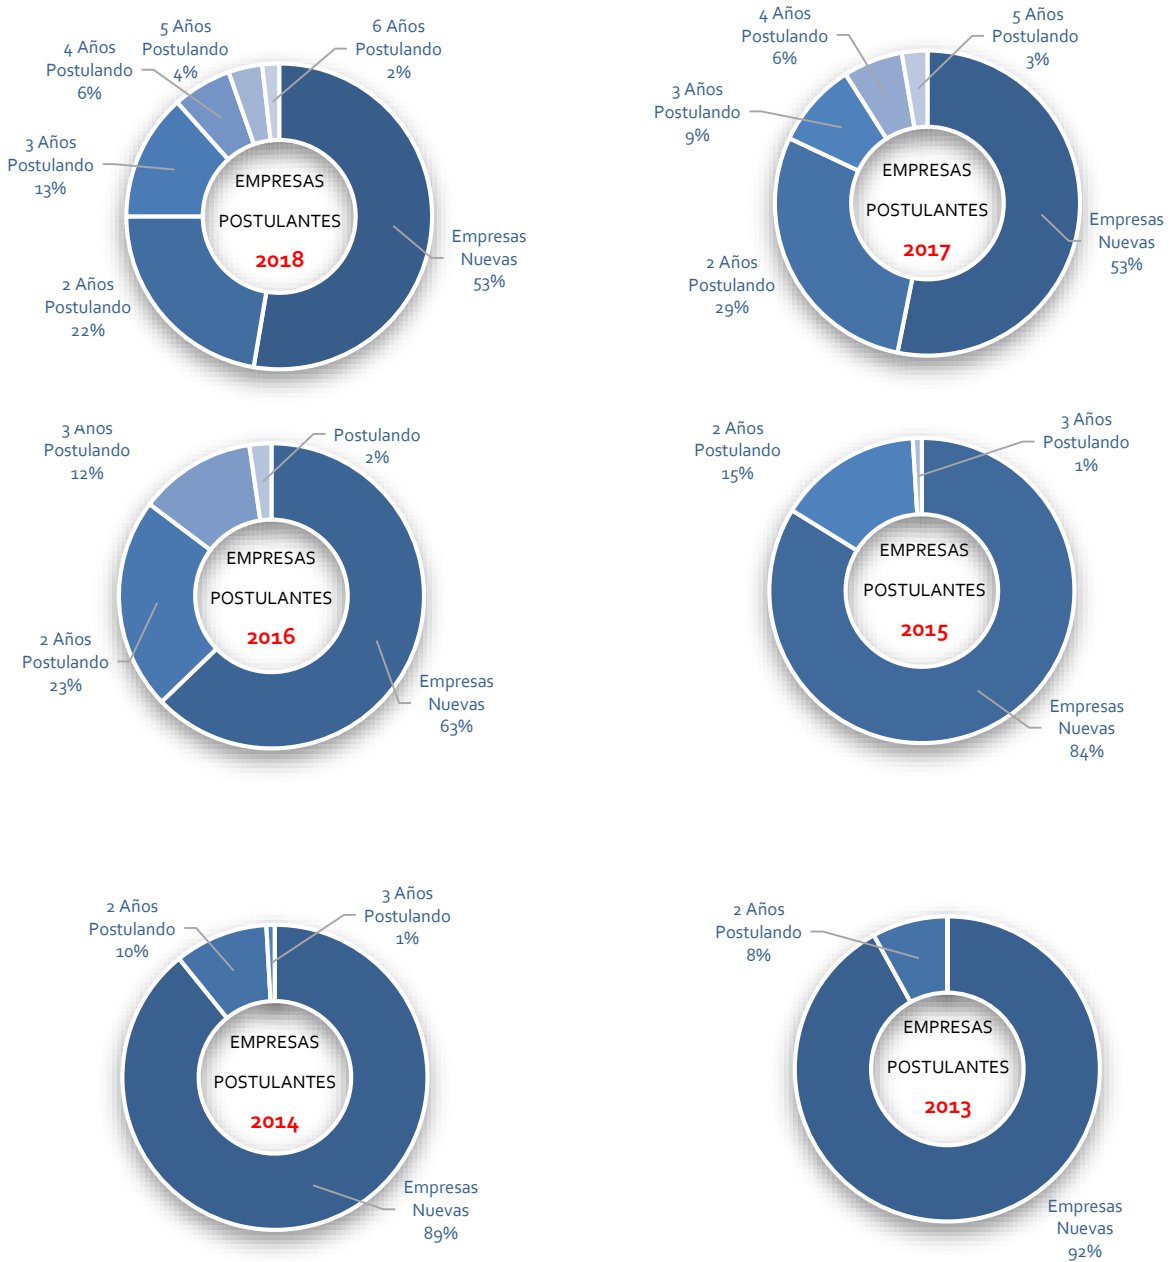 5 Años
Postulando
4%
6 Años
Postulando
2%
4 Años
Postulando
6%
3 Años
Postulando
13%
2 Años
Postulando
22%
Empresas
Nuevas
53%
EMPRESAS
POSTULANTES
2018
4 Años
Postulando
6%
5 Años
Postulando
3%
3 Años
Postulando
9%
2 Años
Postulando
29%
Empresas
Nuevas
53%
EMPRESAS
POSTULANTES
2017
3 Años
Postulando
12%
Postulando
2%
2 Años
Postulando
23%
Empresas
Nuevas
63%
EMPRESAS
POSTULANTES
2016
2 Años
Postulando
15%
3 Años
Postulando
1%
Empresas
Nuevas
84%
EMPRESAS
POSTULANTES
2015
2 Años
Postulando
10%
3 Años
Postulando
1%
Empresas
Nuevas
89%
EMPRESAS
POSTULANTES
2014
2 Años
Postulando
8%
Empresas
Nuevas
92%
EMPRESAS
POSTULANTES
2013